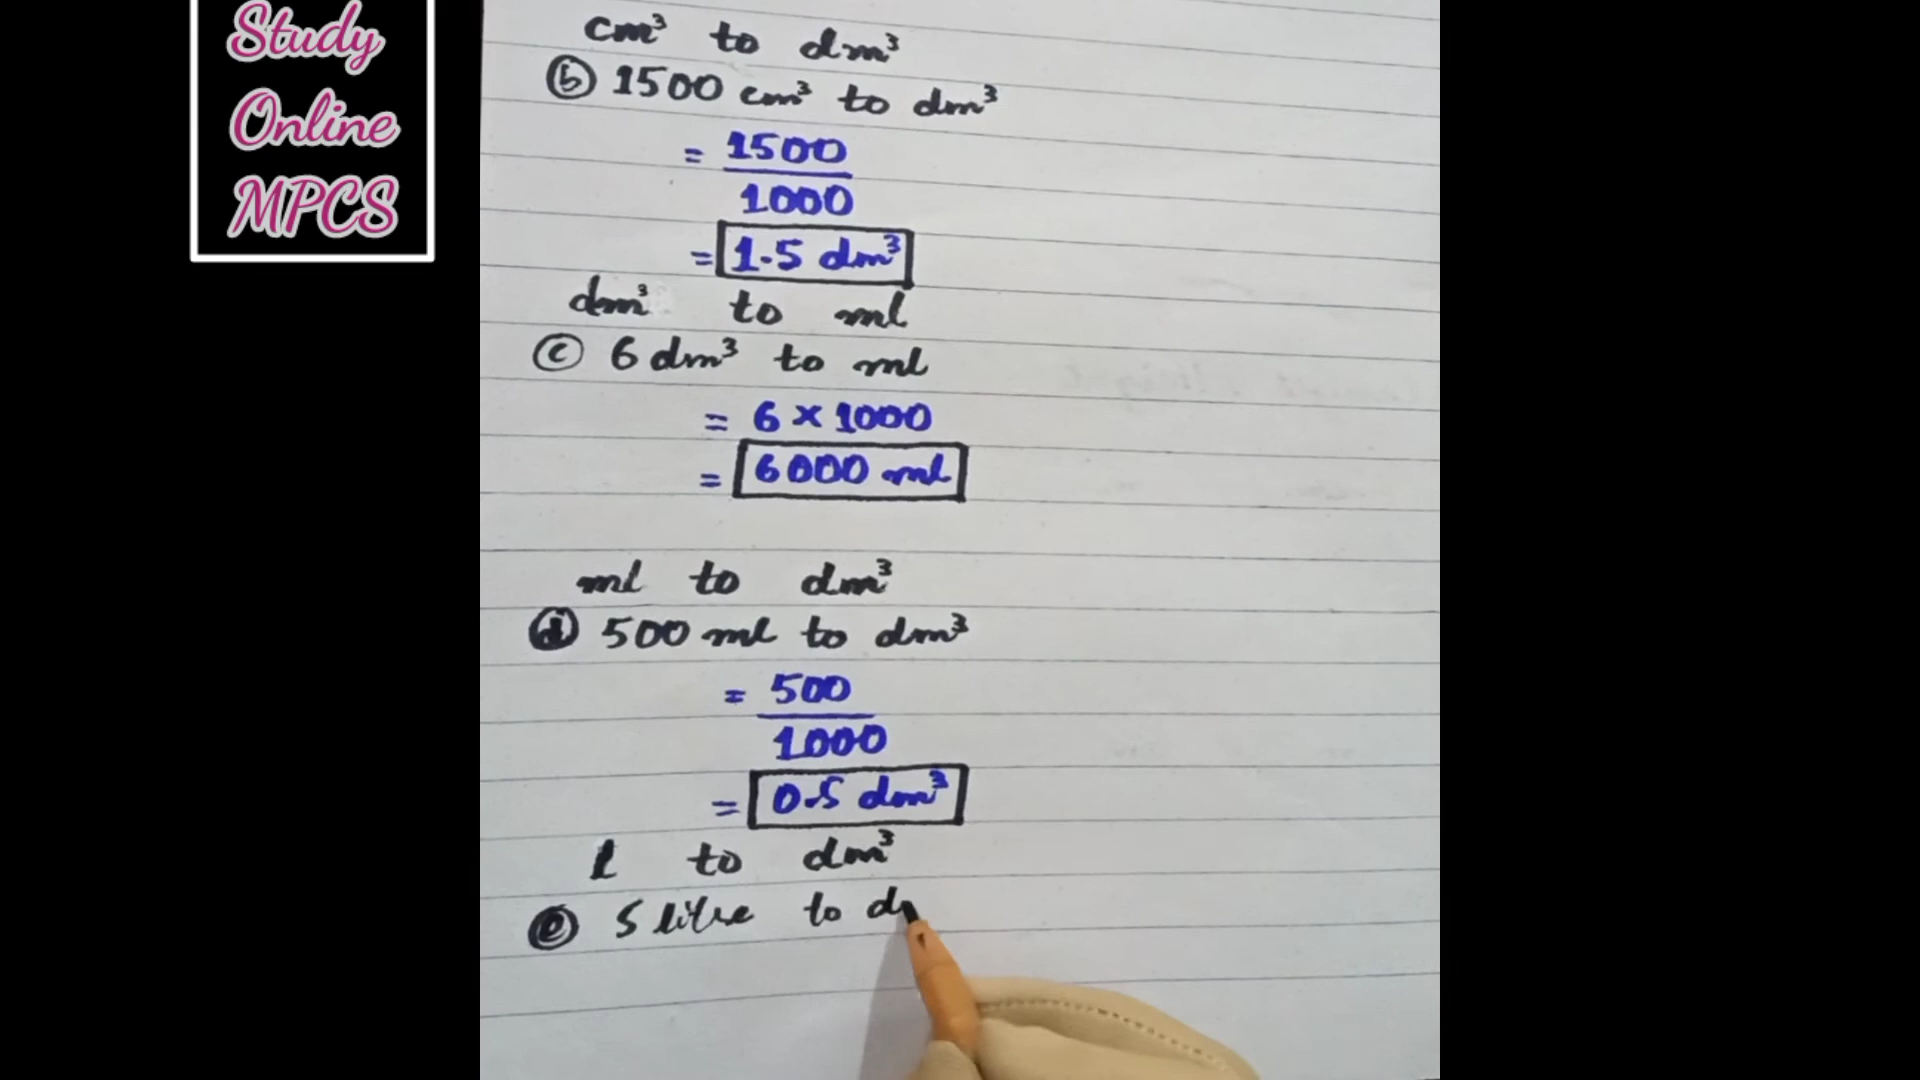 Study
Online
MPCS
cm³ to dm³
(b) 1500 cm³ to dm³
= 1500
1000
= 1.5 dm³
dm³ to ml
(c) 6 dm³ to ml
= 6 × 1000
= 6000 ml
ml to dm³
(d) 500 ml to dm³
= 500
1000
= 0.5 dm³
l to dm³
(e) 5 litre to d